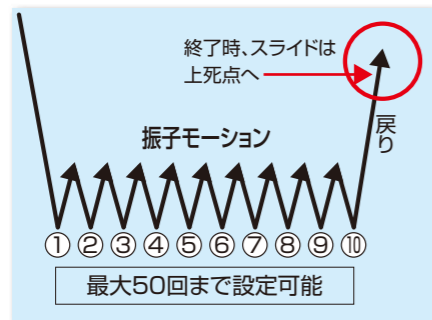 終了時、スライドは
上死点へ
振子モーション
戻り
①②③④⑤⑥⑦⑧⑨⑩
最大50回まで設定可能